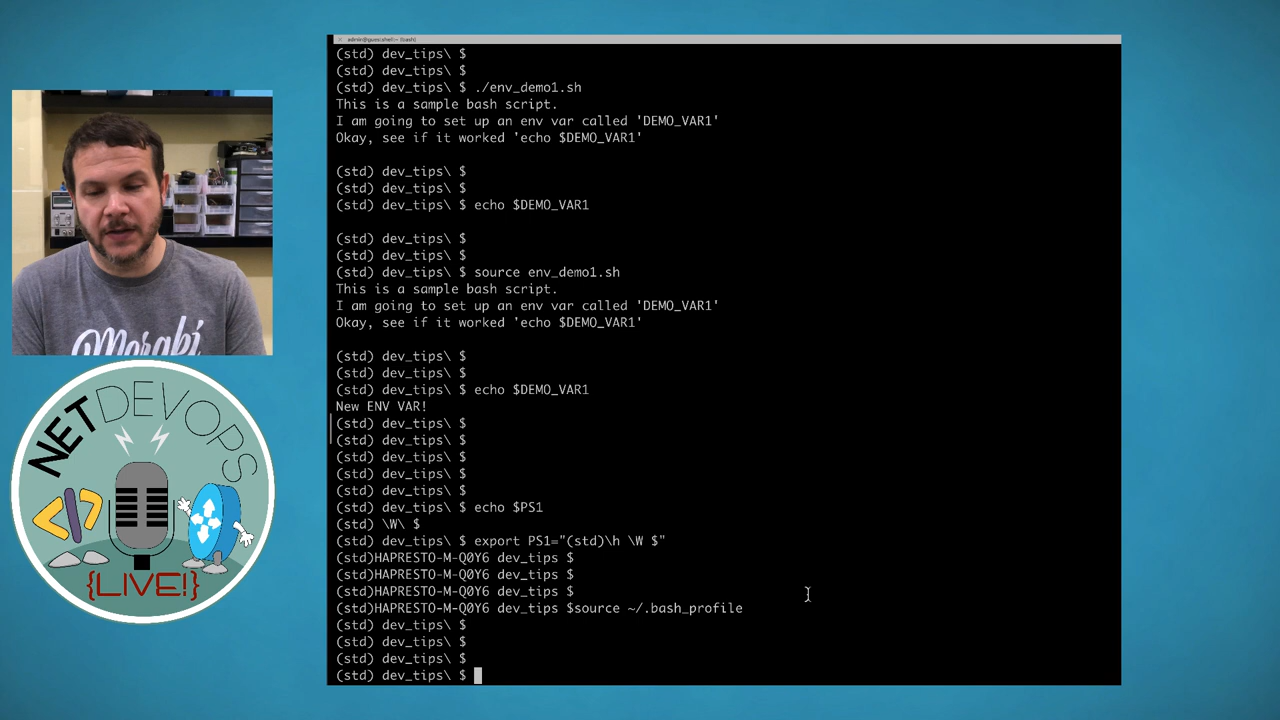 admin@guestshell:~ (bash)
(std) dev_tips\ $
(std) dev_tips\ $
(std) dev_tips\ $ ./env_demo1.sh
This is a sample bash script.
I am going to set up an env var called 'DEMO_VAR1'
Okay, see if it worked 'echo $DEMO_VAR1'
(std) dev_tips\ $
(std) dev_tips\ $
(std) dev_tips\ $ echo $DEMO_VAR1
(std) dev_tips\ $
(std) dev_tips\ $
(std) dev_tips\ $ source env_demo1.sh
This is a sample bash script.
I am going to set up an env var called 'DEMO_VAR1'
Okay, see if it worked 'echo $DEMO_VAR1'
(std) dev_tips\ $
(std) dev_tips\ $
(std) dev_tips\ $ echo $DEMO_VAR1
New ENV VAR!
(std) dev_tips\ $
(std) dev_tips\ $
(std) dev_tips\ $
(std) dev_tips\ $
(std) dev_tips\ $
(std) dev_tips\ $ echo $PS1
(std) \W\ $
(std) dev_tips\ $ export PS1="(std)\h \W $"
(std)HAPRESTO-M-Q0Y6 dev_tips $
(std)HAPRESTO-M-Q0Y6 dev_tips $
(std)HAPRESTO-M-Q0Y6 dev_tips $
(std)HAPRESTO-M-Q0Y6 dev_tips $source ~/.bash_profile
(std) dev_tips\ $
(std) dev_tips\ $
(std) dev_tips\ $
(std) dev_tips\ $
Meraki
NETDEVOPS
</>
{LIVE!}